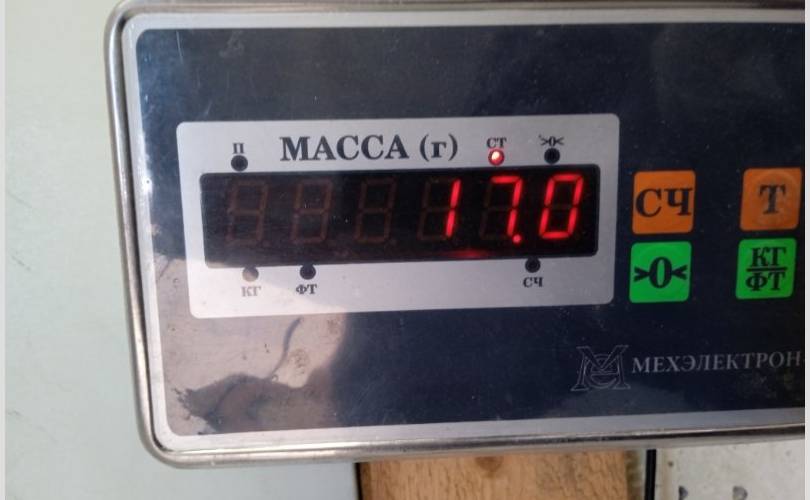 П
МАССА (г)
СТ
>0<
17.0
СЧ
Т
КГ
ФТ
СЧ
>0<
КГ
ФТ
МЕХЭЛЕКТРОН